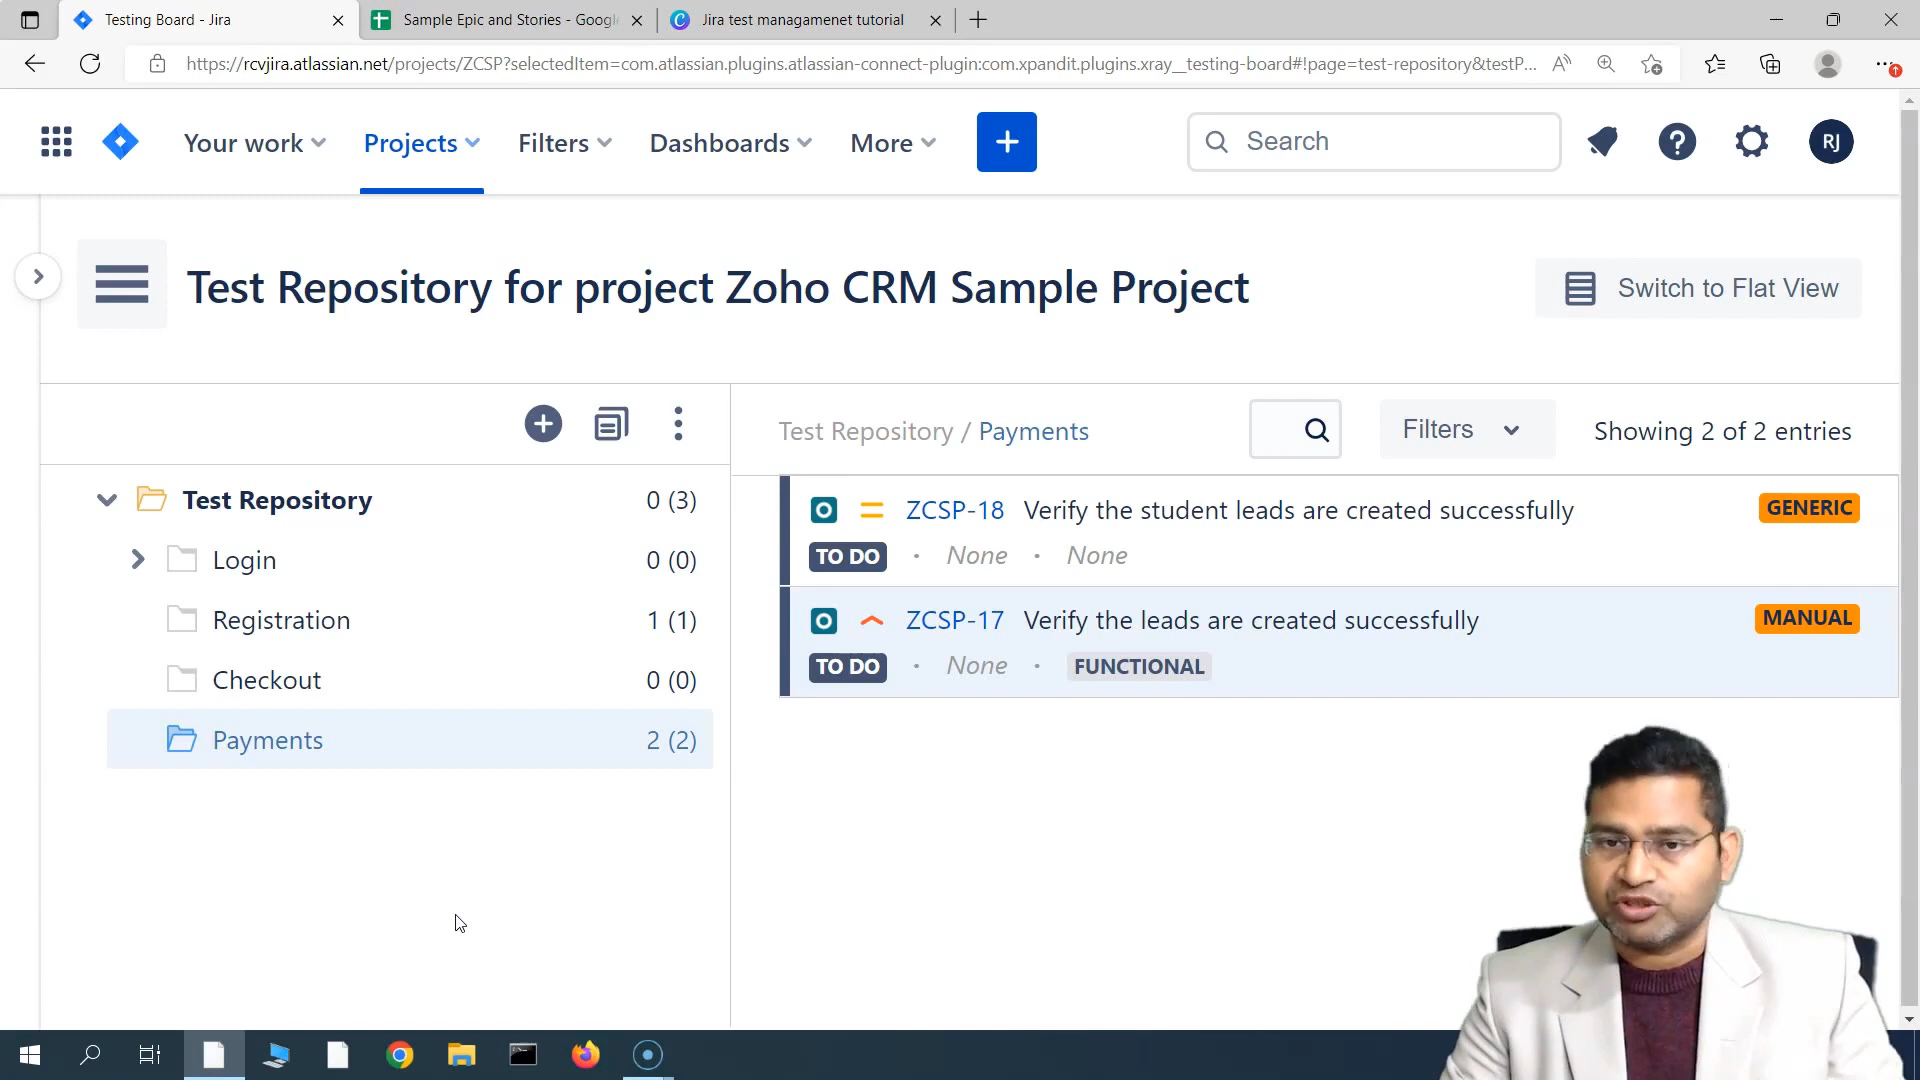 Testing Board - Jira
Sample Epic and Stories - Googl
Jira test managamenet tutorial
https://rcvjira.atlassian.net/projects/ZCSP?selectedItem=com.atlassian.plugins.atlassian-connect-plugin:com.xpandit.plugins.xray__testing-board#!page=test-repository&testP...
Your work
Projects
Filters
Dashboards
More
Search
RJ
Test Repository for project Zoho CRM Sample Project
Switch to Flat View
Test Repository / Payments
Filters
Showing 2 of 2 entries
Test Repository 0 (3)
Login 0 (0)
Registration 1 (1)
Checkout 0 (0)
Payments 2 (2)
ZCSP-18 Verify the student leads are created successfully GENERIC
TO DO · None · None
ZCSP-17 Verify the leads are created successfully MANUAL
TO DO · None · FUNCTIONAL